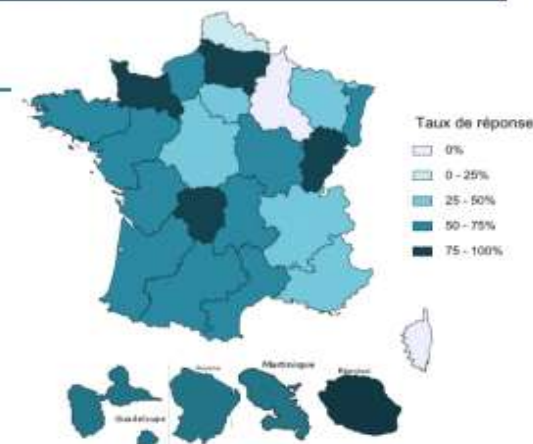 Taux de réponse
0%
0 - 25%
25 - 50%
50 - 75%
75 - 100%
Martinique
Guadeloupe